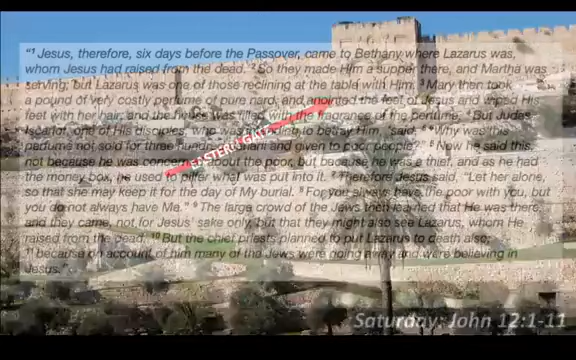 "¹ Jesus, therefore, six days before the Passover, came to Bethany where Lazarus was,
whom Jesus had raised from the dead. ² So they made Him a supper there, and Martha was
serving; but Lazarus was one of those reclining at the table with Him. ³ Mary then took
a pound of very costly perfume of pure nard, and anointed the feet of Jesus and wiped His
feet with her hair, and the house was filled with the fragrance of the perfume. ⁴ But Judas
Iscariot, one of His disciples, who was intending to betray Him, said, ⁵ "Why was this
perfume not sold for three hundred denarii and given to poor people?" ⁶ Now he said this,
not because he was concerned about the poor, but because he was a thief, and as he had
the money box, he used to pilfer what was put into it. ⁷ Therefore Jesus said, "Let her alone,
so that she may keep it for the day of My burial. ⁸ For you always have the poor with you, but
you do not always have Me." ⁹ The large crowd of the Jews then learned that He was there;
and they came, not for Jesus' sake only, but that they might also see Lazarus, whom He
raised from the dead. ¹⁰ But the chief priests planned to put Lazarus to death also;
¹¹ because on account of him many of the Jews were going away and were believing in
Jesus."
EASTERN GATE
Saturday: John 12:1-11